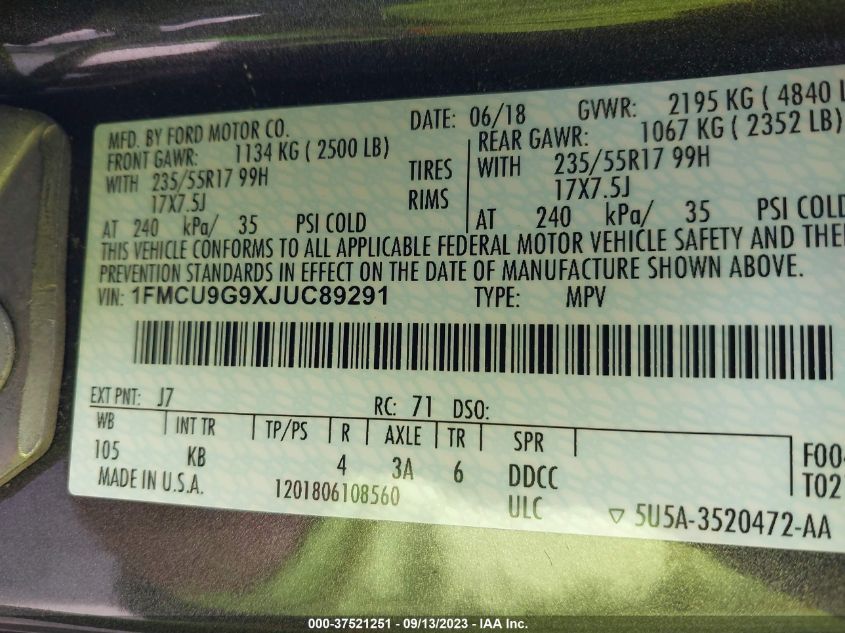 MFD. BY FORD MOTOR CO. DATE: 06/18 GVWR: 2195 KG ( 4840 L
FRONT GAWR: 1134 KG ( 2500 LB) REAR GAWR: 1067 KG ( 2352 LB)
WITH 235/55R17 99H TIRES WITH 235/55R17 99H
17X7.5J RIMS 17X7.5J
AT 240 kPa/ 35 PSI COLD AT 240 kPa/ 35 PSI COLD
THIS VEHICLE CONFORMS TO ALL APPLICABLE FEDERAL MOTOR VEHICLE SAFETY AND THE
PREVENTION STANDARDS IN EFFECT ON THE DATE OF MANUFACTURE SHOWN ABOVE.
VIN: 1FMCU9G9XJUC89291 TYPE: MPV
EXT PNT: J7 RC: 71 DSO:
WB INT TR TP/PS R AXLE TR SPR
105 KB 4 3A 6 DDCC F00
MADE IN U.S.A. 1201806108560 ULC T02
5U5A-3520472-AA
000-37521251 - 09/13/2023 - IAA Inc.